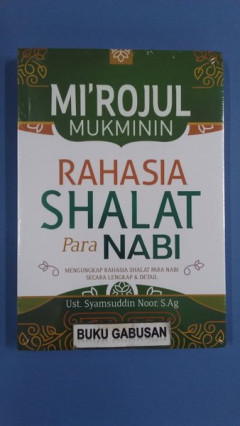 MI'ROJUL
MUKMININ
RAHASIA
SHALAT
Para NABI
MENGUNGKAP RAHASIA SHALAT PARA NABI
SECARA LENGKAP & DETAIL
Ust. Syamsuddin Noor, S.Ag
BUKU GABUSAN